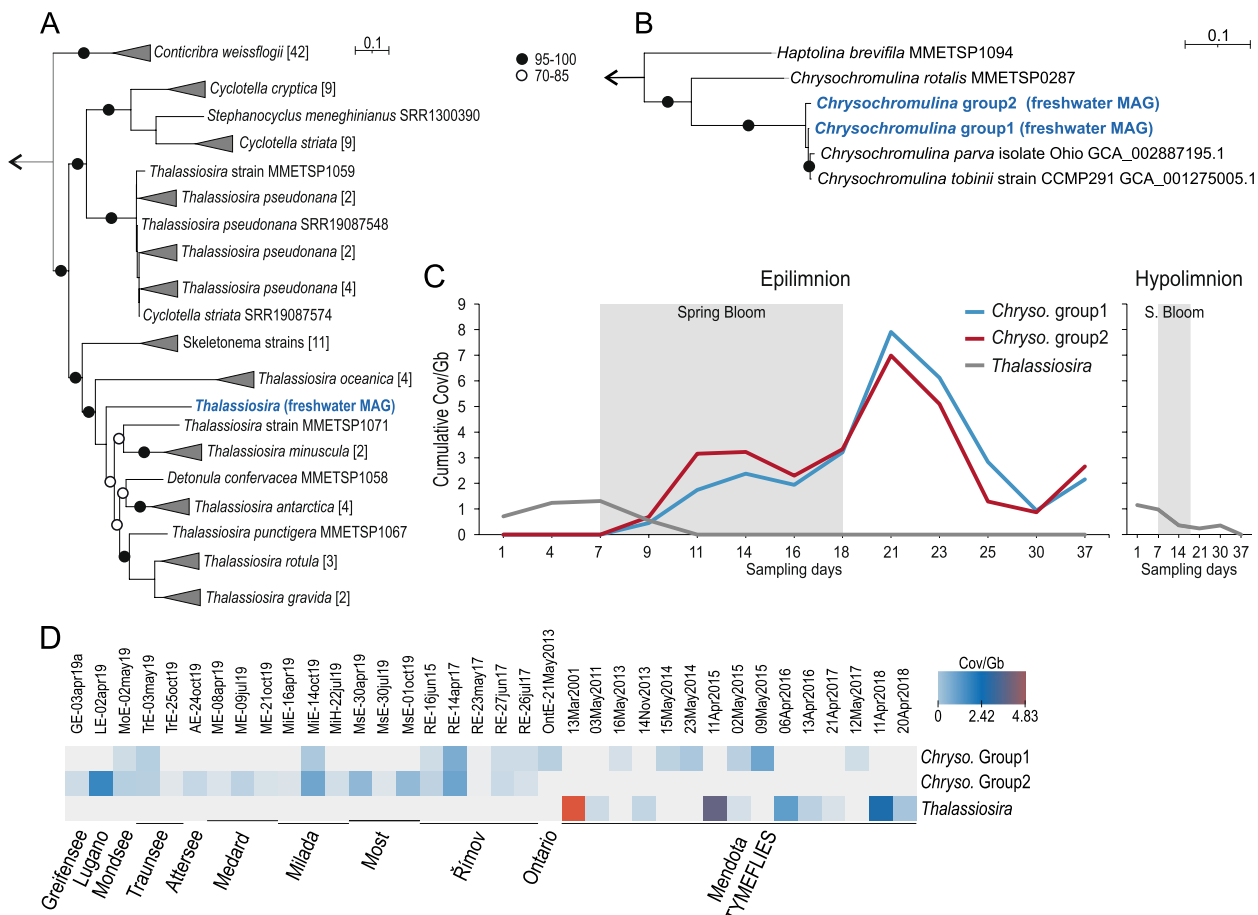 A
Conticribra weissflogii [42]
0.1
Cyclotella cryptica [9]
Stephanocyclus meneghinianus SRR1300390
Cyclotella striata [9]
Thalassiosira strain MMETSP1059
Thalassiosira pseudonana [2]
Thalassiosira pseudonana SRR19087548
Thalassiosira pseudonana [2]
Thalassiosira pseudonana [4]
Cyclotella striata SRR19087574
Skeletonema strains [11]
Thalassiosira oceanica [4]
Thalassiosira (freshwater MAG)
Thalassiosira strain MMETSP1071
Thalassiosira minuscula [2]
Detonula confervacea MMETSP1058
Thalassiosira antarctica [4]
Thalassiosira punctigera MMETSP1067
Thalassiosira rotula [3]
Thalassiosira gravida [2]
95-100
70-85
B
0.1
Haptolina brevifila MMETSP1094
Chrysochromulina rotalis MMETSP0287
Chrysochromulina group2 (freshwater MAG)
Chrysochromulina group1 (freshwater MAG)
Chrysochromulina parva isolate Ohio GCA_002887195.1
Chrysochromulina tobinii strain CCMP291 GCA_001275005.1
C
Epilimnion
Hypolimnion
Spring Bloom
S. Bloom
Chryso. group1
Chryso. group2
Thalassiosira
Cumulative Cov/Gb
9
8
7
6
5
4
3
2
1
0
1 4 7 9 11 14 16 18 21 23 25 30 37
Sampling days
1 7 14 21 30 37
Sampling days
D
GE-03apr19a
LE-02apr19
MoE-02may19
TrE-03may19
TrE-25oct19
AE-24oct19
ME-08apr19
ME-09jul19
ME-21oct19
MiE-16apr19
MiE-14oct19
MiH-22jul19
MsE-30apr19
MsE-30jul19
MsE-01oct19
RE-16jun15
RE-14apr17
RE-23may17
RE-27jun17
RE-26jul17
OntE-21May2013
13Mar2001
03May2011
16May2013
14Nov2013
15May2014
23May2014
11Apr2015
02May2015
09May2015
06Apr2016
13Apr2016
21Apr2017
12May2017
11Apr2018
20Apr2018
Cov/Gb
0 2.42 4.83
Chryso. Group1
Chryso. Group2
Thalassiosira
Greifensee
Lugano
Mondsee
Traunsee
Attersee
Medard
Milada
Most
Římov
Ontario
Mendota
TYMEFLIES